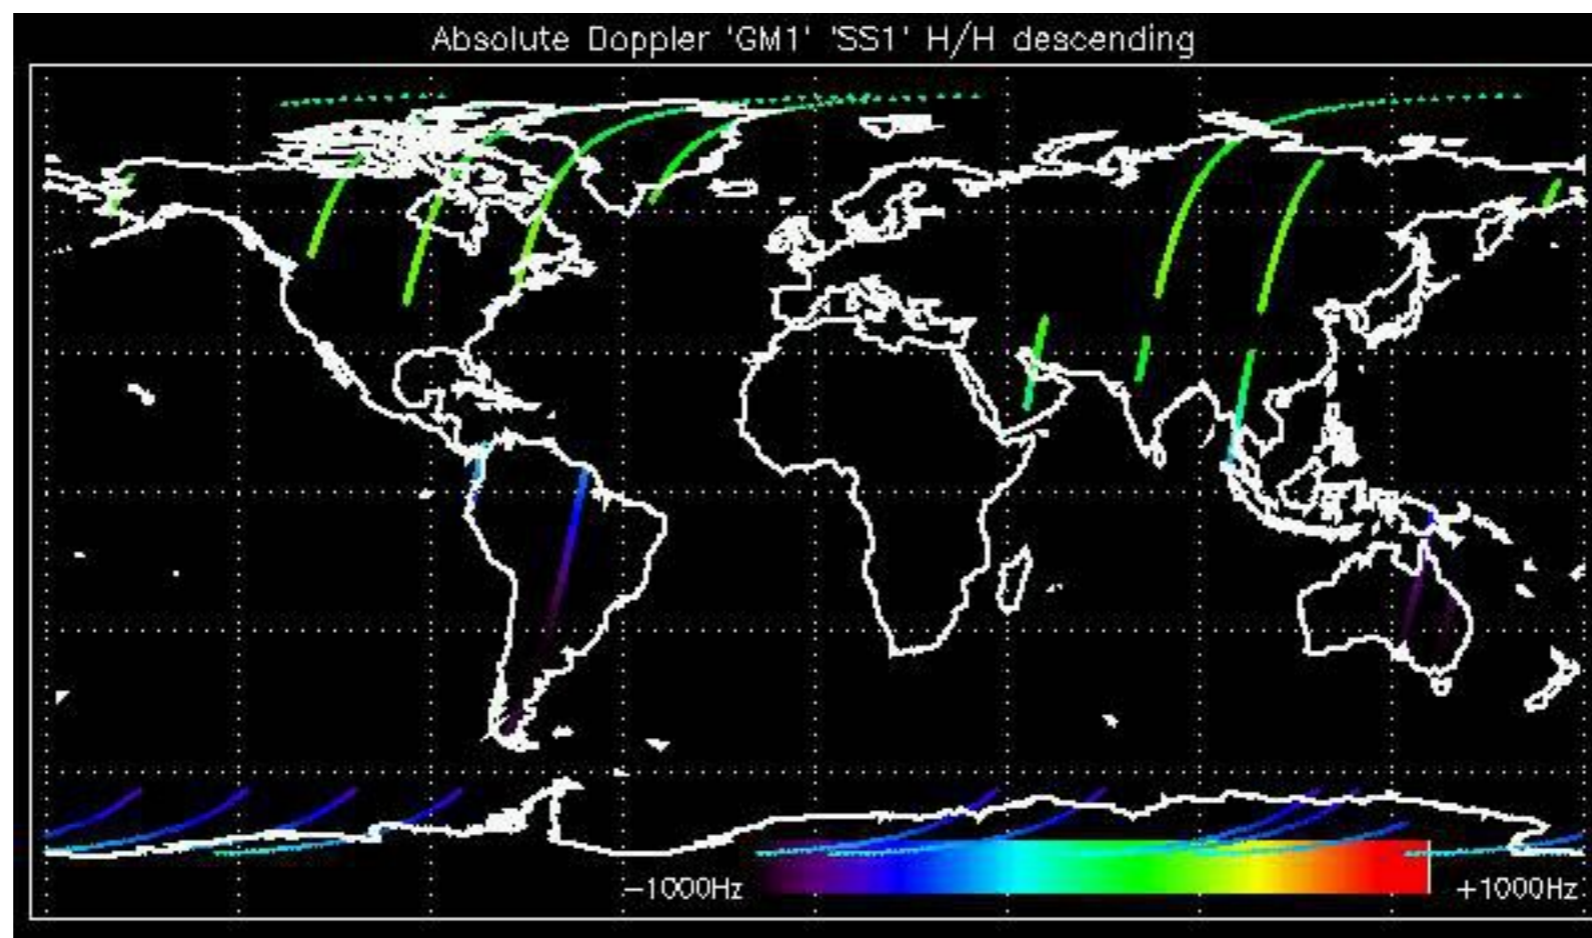 Absolute Doppler 'GM1' 'SS1' H/H descending
-1000Hz
+1000Hz